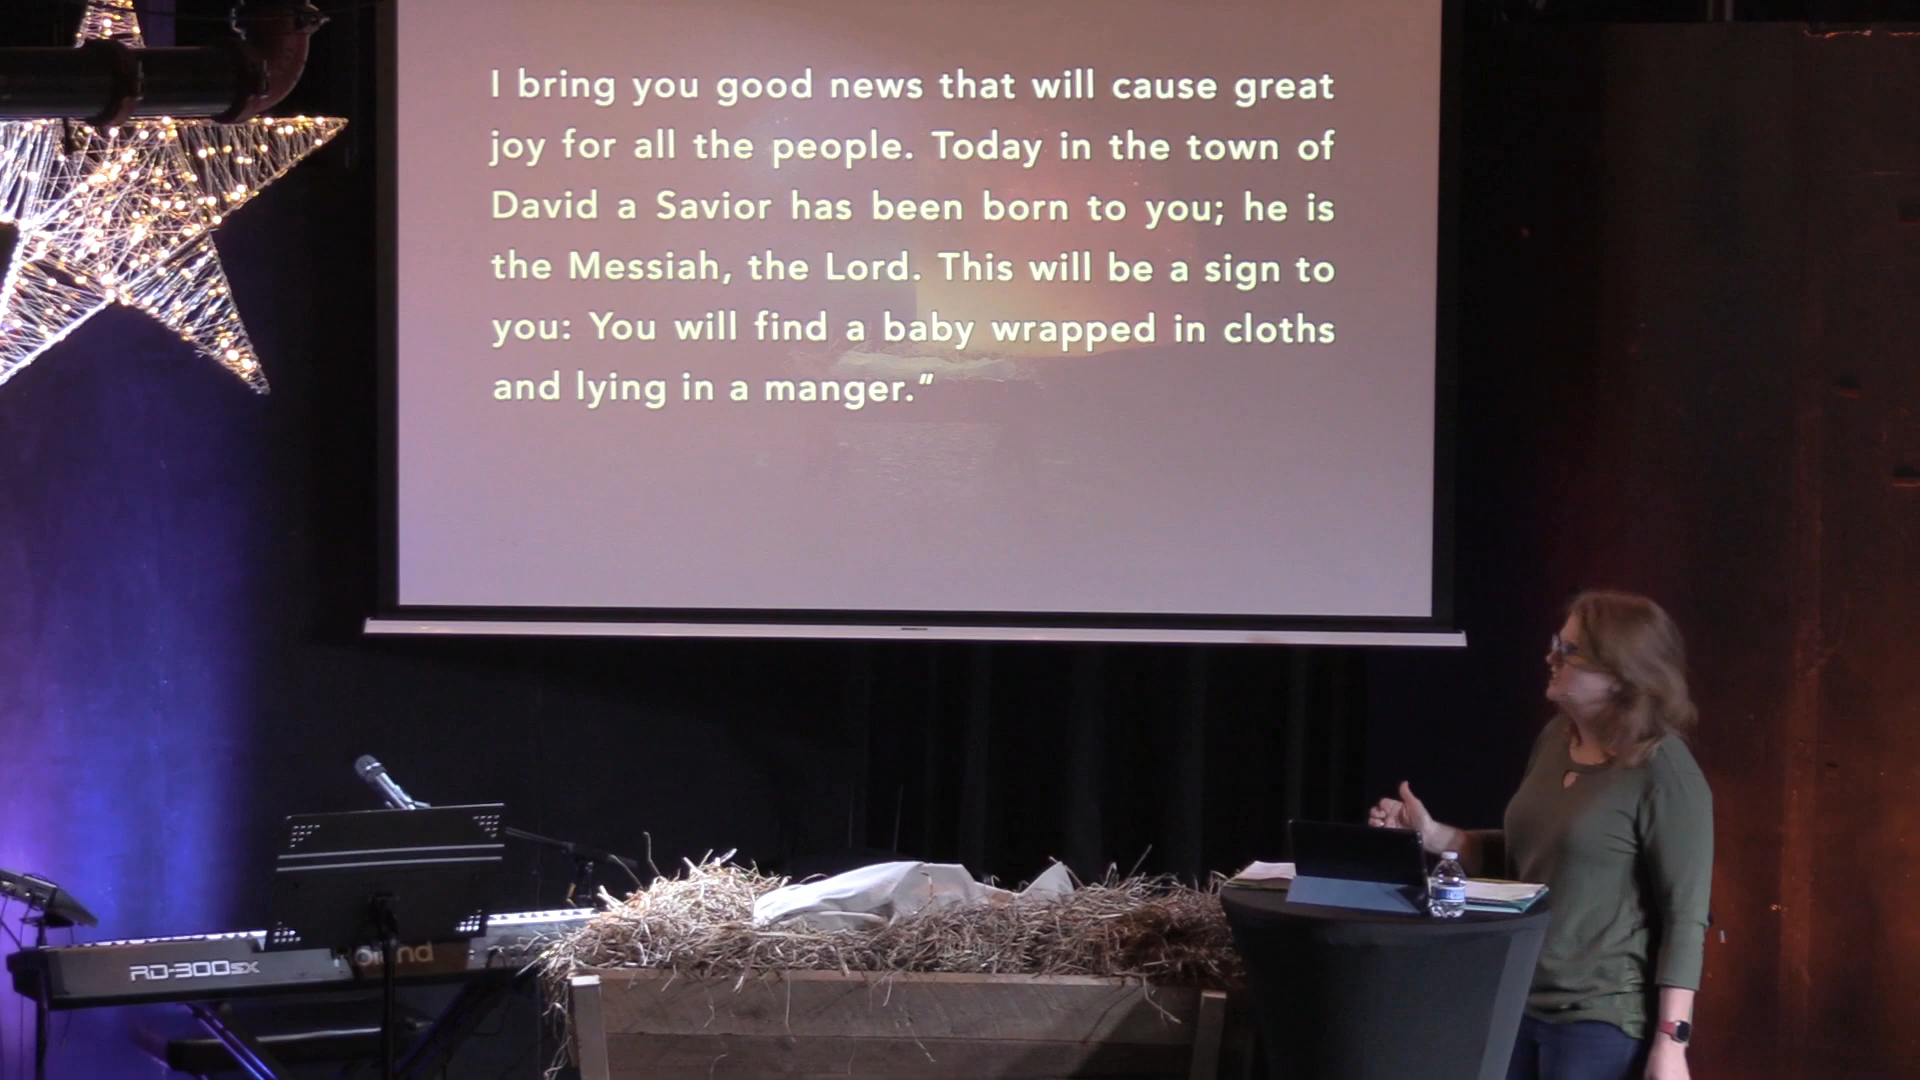 I bring you good news that will cause great
joy for all the people. Today in the town of
David a Savior has been born to you; he is
the Messiah, the Lord. This will be a sign to
you: You will find a baby wrapped in cloths
and lying in a manger.”
RD-300SX
Roland